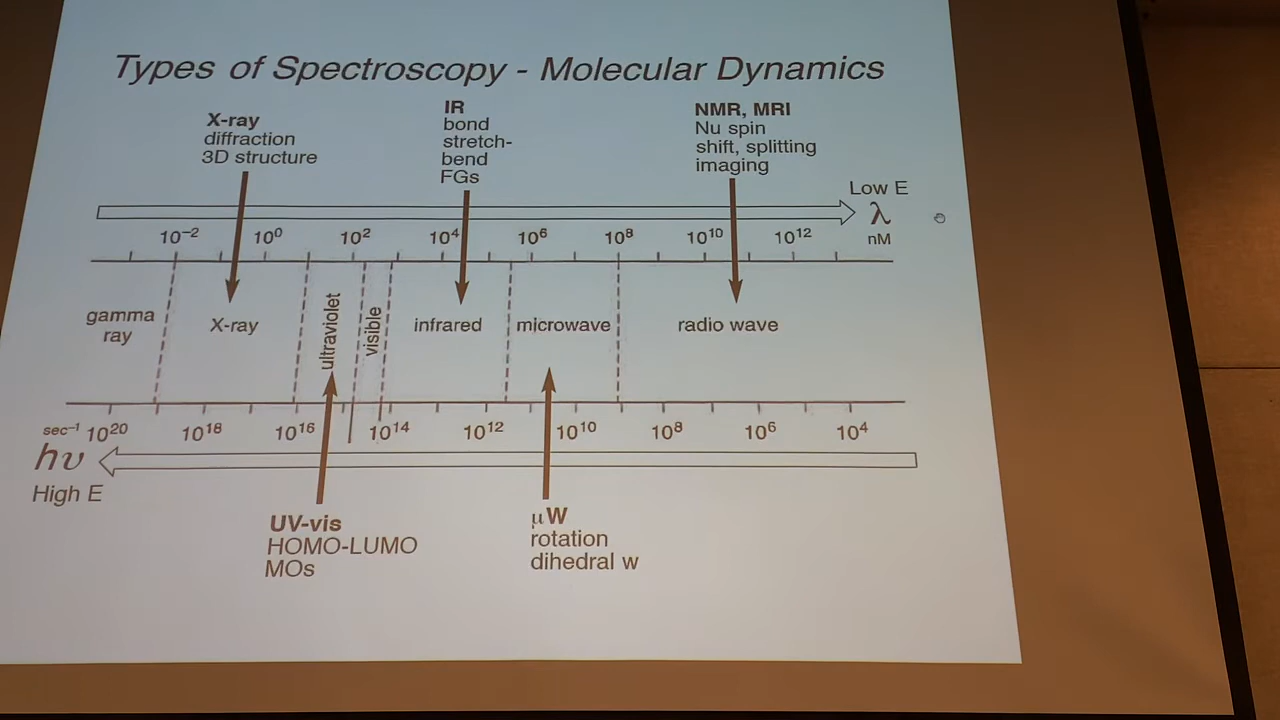 Types of Spectroscopy - Molecular Dynamics
X-ray
diffraction
3D structure
IR
bond
stretch-
bend
FGs
NMR, MRI
Nu spin
shift, splitting
imaging
Low E
λ
nM
10⁻² 10⁰ 10² 10⁴ 10⁶ 10⁸ 10¹⁰ 10¹²
gamma
ray
X-ray
ultraviolet
visible
infrared
microwave
radio wave
sec⁻¹ 10²⁰ 10¹⁸ 10¹⁶ 10¹⁴ 10¹² 10¹⁰ 10⁸ 10⁶ 10⁴
hυ
High E
UV-vis
HOMO-LUMO
MOs
μW
rotation
dihedral w